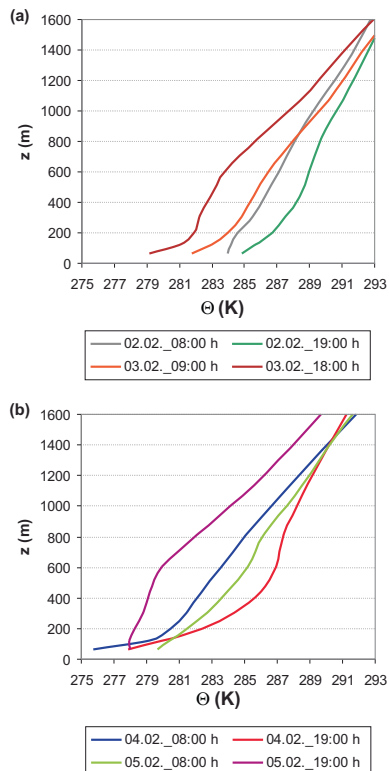 (a)
1600
1400
1200
1000
800
600
400
200
0
z (m)
275 277 279 281 283 285 287 289 291 293
Θ (K)
02.02._08:00 h 02.02._19:00 h
03.02._09:00 h 03.02._18:00 h
(b)
1600
1400
1200
1000
800
600
400
200
0
z (m)
275 277 279 281 283 285 287 289 291 293
Θ (K)
04.02._08:00 h 04.02._19:00 h
05.02._08:00 h 05.02._19:00 h